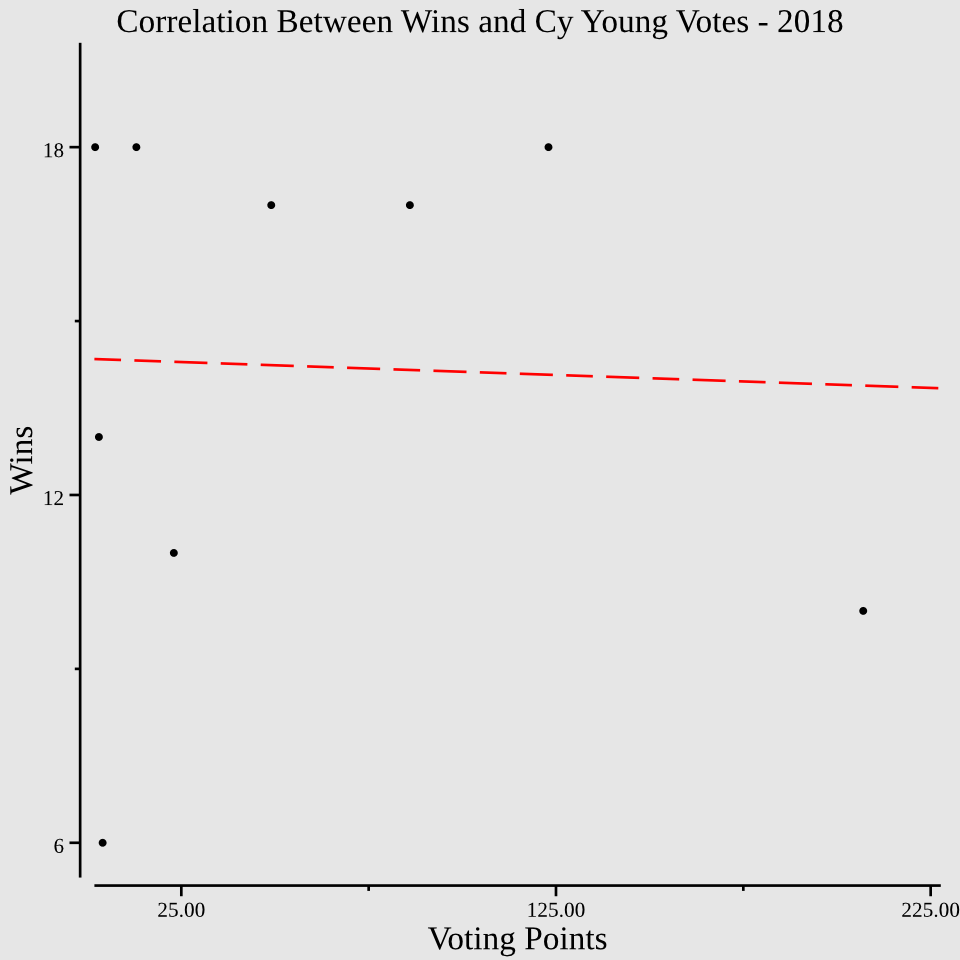 Correlation Between Wins and Cy Young Votes - 2018
18
12
6
Wins
25.00
125.00
225.00
Voting Points